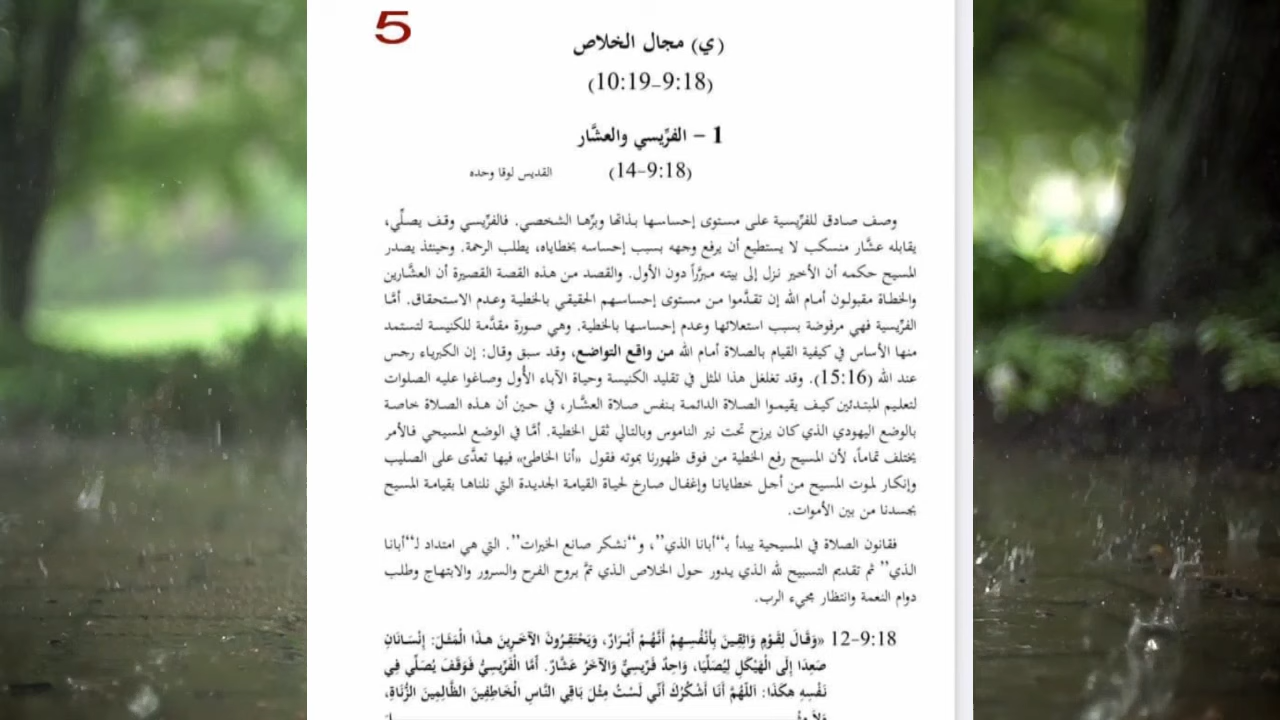 5
(ي) مجال الخلاص
(10:19–9:18)
1 – الفرِّيسي والعشَّار
(14–9:18) القديس لوقا وحده
وصف صادق للفرِّيسية على مستوى إحساسها بذاتها وبرِّها الشخصي. فالفرِّيسي وقف يصلِّي،
يقابله عشَّار منسكب لا يستطيع أن يرفع وجهه بسبب إحساسه بخطاياه، يطلب الرحمة. وحينئذ يصدر
المسيح حكمه أن الأخير نزل إلى بيته مبرَّراً دون الأول. والقصد من هذه القصة القصيرة أن العشَّارين
والخطاة مقبولون أمام الله إن تقدَّموا من مستوى إحساسهم الحقيقي بالخطية وعدم الاستحقاق. أمَّا
الفرِّيسية فهي مرفوضة بسبب استعلائها وعدم إحساسها بالخطية. وهي صورة مقدَّمة للكنيسة لتستمد
منها الأساس في كيفية القيام بالصلاة أمام الله من واقع التواضع، وقد سبق وقال: إن الكبرياء رجس
عند الله (15:16). وقد تغلغل هذا المثل في تقليد الكنيسة وحياة الآباء الأُول وصاغوا عليه الصلوات
لتعليم المبتدئين كيف يقيموا الصلاة الدائمة بنفس صلاة العشَّار، في حين أن هذه الصلاة خاصة
بالوضع اليهودي الذي كان يرزح تحت نير الناموس وبالتالي ثقل الخطية. أمَّا في الوضع المسيحي فالأمر
يختلف تماماً، لأن المسيح رفع الخطية من فوق ظهورنا بموته فقول «أنا الخاطئ» فيها تعدَّى على الصليب
وإنكار لموت المسيح من أجل خطايانا وإغفال صارخ لحياة القيامة الجديدة التي نلناها بقيامة المسيح
بجسدنا من بين الأموات.
فقانون الصلاة في المسيحية يبدأ بـ“أبانا الذي”، و“نشكر صانع الخيرات”. التي هي امتداد لـ“أبانا
الذي” ثم تقديم التسبيح لله الذي يدور حول الخلاص الذي تمَّ بروح الفرح والسرور والابتهاج وطلب
دوام النعمة وانتظار مجيء الرب.
12–9:18 «وَقَالَ لِقَوْمٍ وَاثِقِينَ بِأَنْفُسِهِمْ أَنَّهُمْ أَبْرَارٌ، وَيَحْتَقِرُونَ الآخَرِينَ هذَا الْمَثَلَ: إِنْسَانَانِ
صَعِدَا إِلَى الْهَيْكَلِ لِيُصَلِّيَا، وَاحِدٌ فَرِّيسِيٌّ وَالآخَرُ عَشَّارٌ. أَمَّا الْفَرِّيسِيُّ فَوَقَفَ يُصَلِّي فِي
نَفْسِهِ هكَذَا: اَللّهُمَّ أَنَا أَشْكُرُكَ أَنِّي لَسْتُ مِثْلَ بَاقِي النَّاسِ الْخَاطِفِينَ الظَّالِمِينَ الزُّنَاةِ،